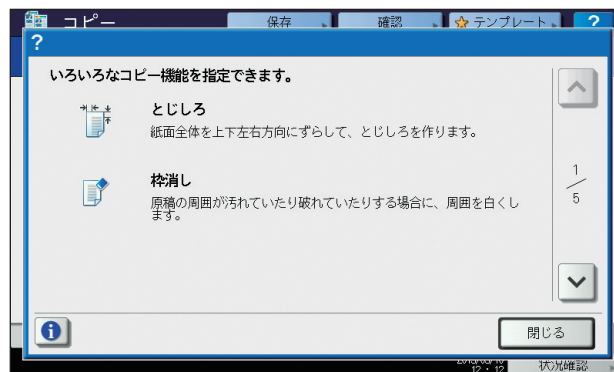 コピー
保存
確認
テンプレート
?
?
いろいろなコピー機能を指定できます。
とじしろ
紙面全体を上下左右方向にずらして、とじしろを作ります。
枠消し
原稿の周囲が汚れていたり破れていたりする場合に、周囲を白くし
ます。
1
5
閉じる
12:12
状況確認